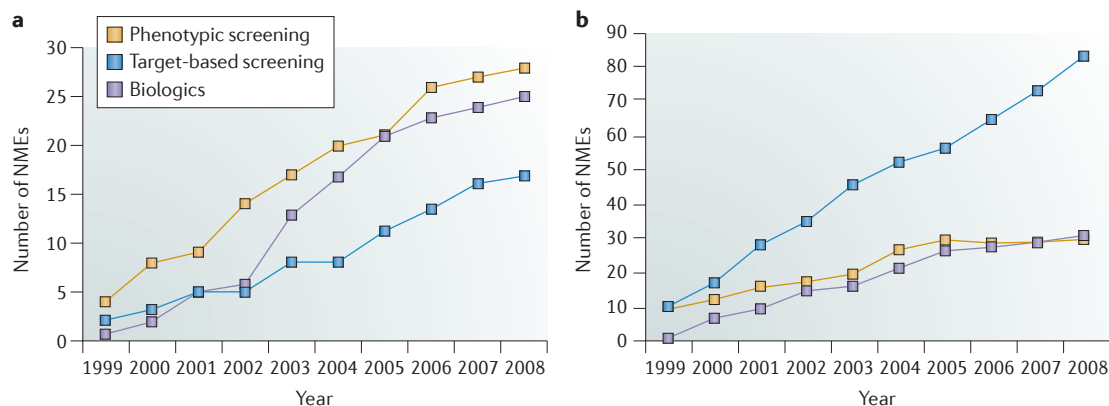 a
Phenotypic screening
Target-based screening
Biologics
Number of NMEs
30
25
20
15
10
5
0
1999 2000 2001 2002 2003 2004 2005 2006 2007 2008
Year
b
Number of NMEs
90
80
70
60
50
40
30
20
10
0
1999 2000 2001 2002 2003 2004 2005 2006 2007 2008
Year